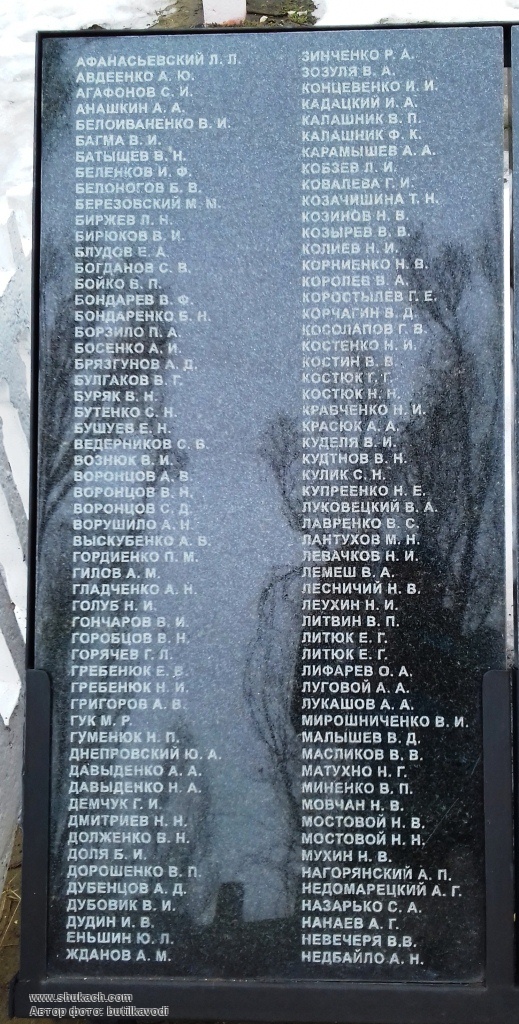 АФАНАСЬЕВСКИЙ Л. Л.
АВДЕЕНКО А. Ю.
АГАФОНОВ С. И.
АНАШКИН А. А.
БЕЛОИВАНЕНКО В. И.
БАГМА В. И.
БАТЫЩЕВ В. Н.
БЕЛЕНКОВ И. Ф.
БЕЛОНОГОВ Б. В.
БЕРЕЗОВСКИЙ М. М.
БИРЖЕВ Л. Н.
БИРЮКОВ В. И.
БЛУДОВ Е. А.
БОГДАНОВ С. В.
БОЙКО В. П.
БОНДАРЕВ В. Ф.
БОНДАРЕНКО Б. Н.
БОРЗИЛО П. А.
БОСЕНКО А. И.
БРЯЗГУНОВ А. Д.
БУЛГАКОВ В. Г.
БУРЯК В. Н.
БУТЕНКО С. Н.
БУШУЕВ Е. Н.
ВЕДЕРНИКОВ С. В.
ВОЗНЮК В. И.
ВОРОНЦОВ А. В.
ВОРОНЦОВ В. Н.
ВОРОНЦОВ С. Д.
ВОРУШИЛО А. Н.
ВЫСКУБЕНКО А. В.
ГОРДИЕНКО П. М.
ГИЛОВ А. М.
ГЛАДЧЕНКО А. Н.
ГОЛУБ Н. И.
ГОНЧАРОВ В. И.
ГОРОБЦОВ В. Н.
ГОРЯЧЕВ Г. Л.
ГРЕБЕНЮК Е. В.
ГРЕБЕНЮК Н. И.
ГРИГОРОВ А. В.
ГУК М. Р.
ГУМЕНЮК Н. П.
ДНЕПРОВСКИЙ Ю. А.
ДАВЫДЕНКО А. А.
ДАВЫДЕНКО Н. А.
ДЕМЧУК Г. И.
ДМИТРИЕВ Н. Н.
ДОЛЖЕНКО В. Н.
ДОЛЯ Б. И.
ДОРОШЕНКО В. П.
ДУБЕНЦОВ А. Д.
ДУБОВИК В. И.
ДУДИН И. В.
ЕНЬШИН Ю. Л.
ЖДАНОВ А. М.
ЗИНЧЕНКО Р. А.
ЗОЗУЛЯ В. А.
КОНЦЕВЕНКО И. И.
КАДАЦКИЙ И. А.
КАЛАШНИК В. П.
КАЛАШНИК Ф. К.
КАРАМЫШЕВ А. А.
КОБЗЕВ Л. И.
КОВАЛЕВА Г. И.
КОЗАЧИШИНА Т. Н.
КОЗИНОВ Н. В.
КОЗЫРЕВ В. В.
КОЛИЕВ Н. И.
КОРНИЕНКО Н. В.
КОРОЛЕВ В. А.
КОРОСТЫЛЕВ Г. Е.
КОРЧАГИН В. Д.
КОСОЛАПОВ Г. В.
КОСТЕНКО Н. И.
КОСТИН В. В.
КОСТЮК Г. Г.
КОСТЮК Н. Н.
КРАВЧЕНКО Н. И.
КРАСЮК А. А.
КУДЕЛЯ В. И.
КУДТНОВ В. Н.
КУЛИК С. Н.
КУПРЕЕНКО Н. Е.
ЛУКОВЕЦКИЙ В. А.
ЛАВРЕНКО В. С.
ЛАНТУХОВ М. Н.
ЛЕВАЧКОВ Н. И.
ЛЕМЕШ В. А.
ЛЕСНИЧИЙ Н. В.
ЛЕУХИН Н. И.
ЛИТВИН В. П.
ЛИТЮК Е. Г.
ЛИТЮК Е. Г.
ЛИФАРЕВ О. А.
ЛУГОВОЙ А. А.
ЛУКАШОВ А. А.
МИРОШНИЧЕНКО В. И.
МАЛЫШЕВ В. Д.
МАСЛИКОВ В. В.
МАТУХНО Н. Г.
МИНЕНКО В. П.
МОВЧАН Н. В.
МОСТОВОЙ Н. В.
МОСТОВОЙ Н. Н.
МУХИН Н. В.
НАГОРЯНСКИЙ А. П.
НЕДОМАРЕЦКИЙ А. Г.
НАЗАРЬКО С. А.
НАНАЕВ А. Г.
НЕВЕЧЕРЯ В.В.
НЕДБАЙЛО А. Н.
www.shukach.com
Автор фото: butilkavodi